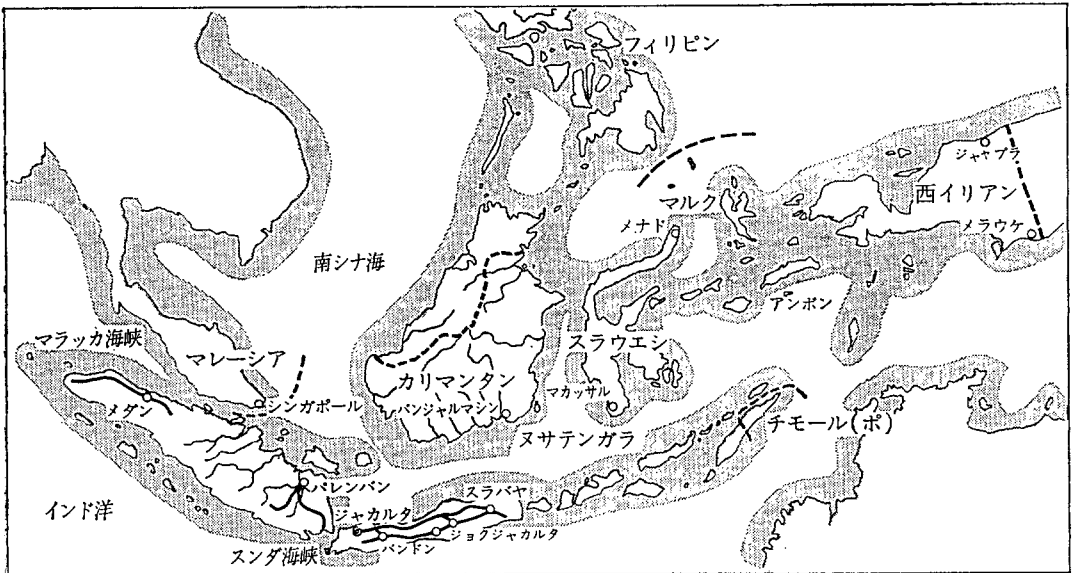 フィリピン
ジャヤプラ
西イリアン
マルク
メナド
メラウケ
南シナ海
アンボン
マラッカ海峡
マレーシア
スラウエシ
カリマンタン
マカッサル
メダン
シンガポール
バンジャルマシン
チモール(ポ)
ヌサテンガラ
パレンバン
スラバヤ
インド洋
ジャカルタ
ジョクジャカルタ
バンドン
スンダ海峡